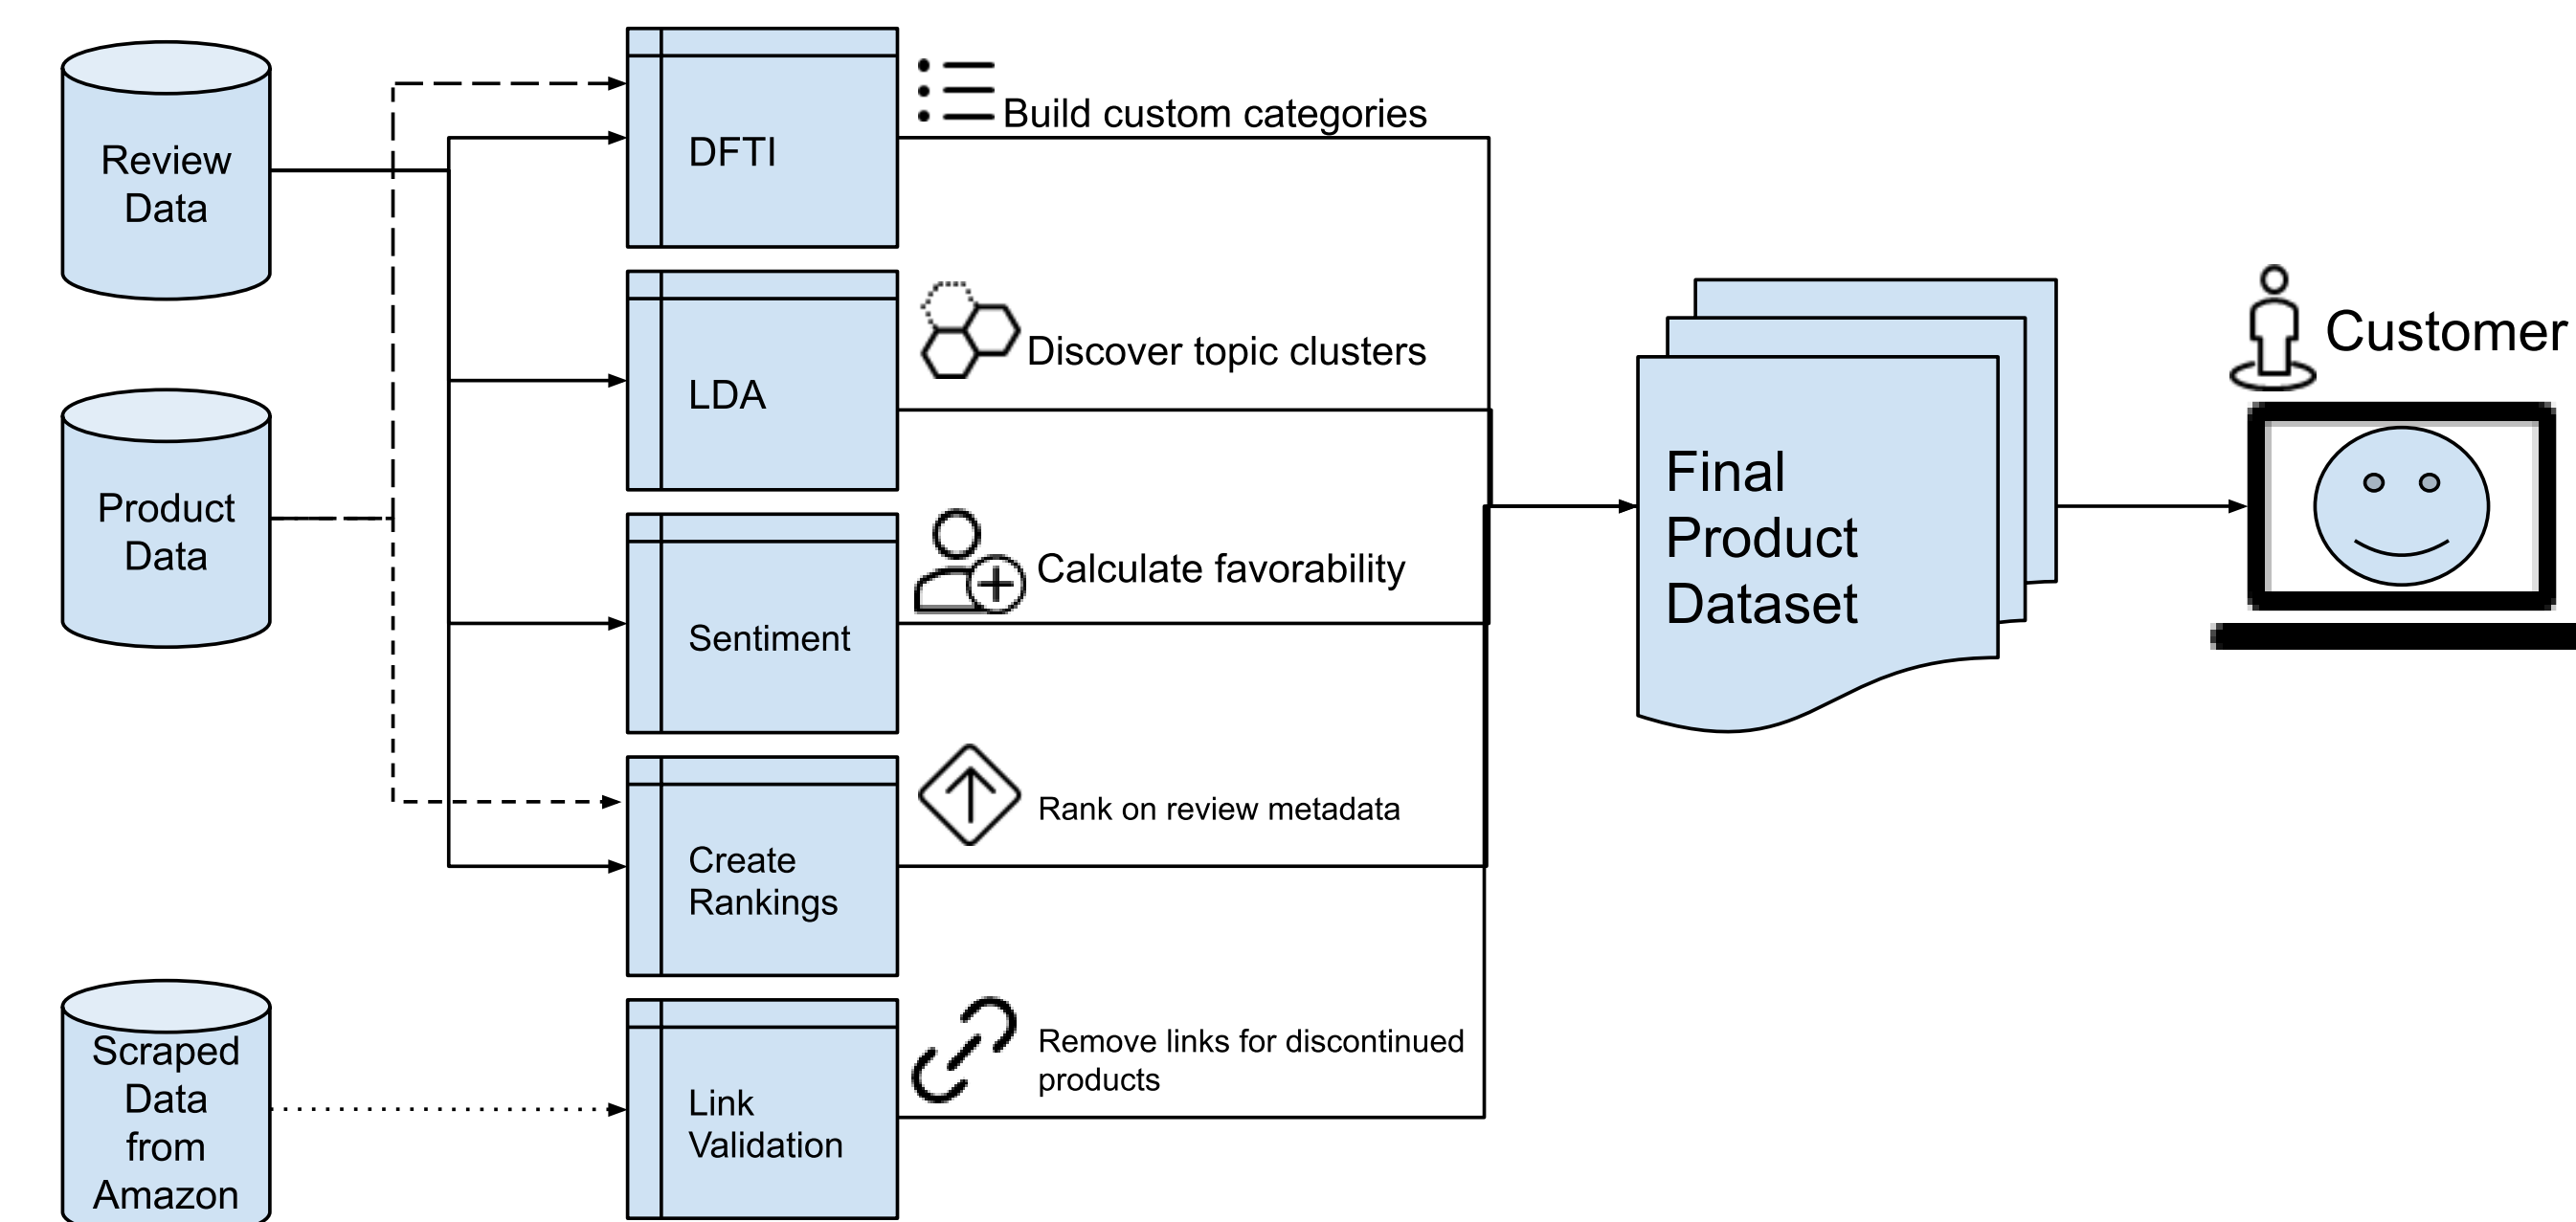 Review
Data
Product
Data
Scraped
Data
from
Amazon
DFTI
Build custom categories
LDA
Discover topic clusters
Sentiment
Calculate favorability
Create
Rankings
Rank on review metadata
Link
Validation
Remove links for discontinued
products
Final
Product
Dataset
Customer